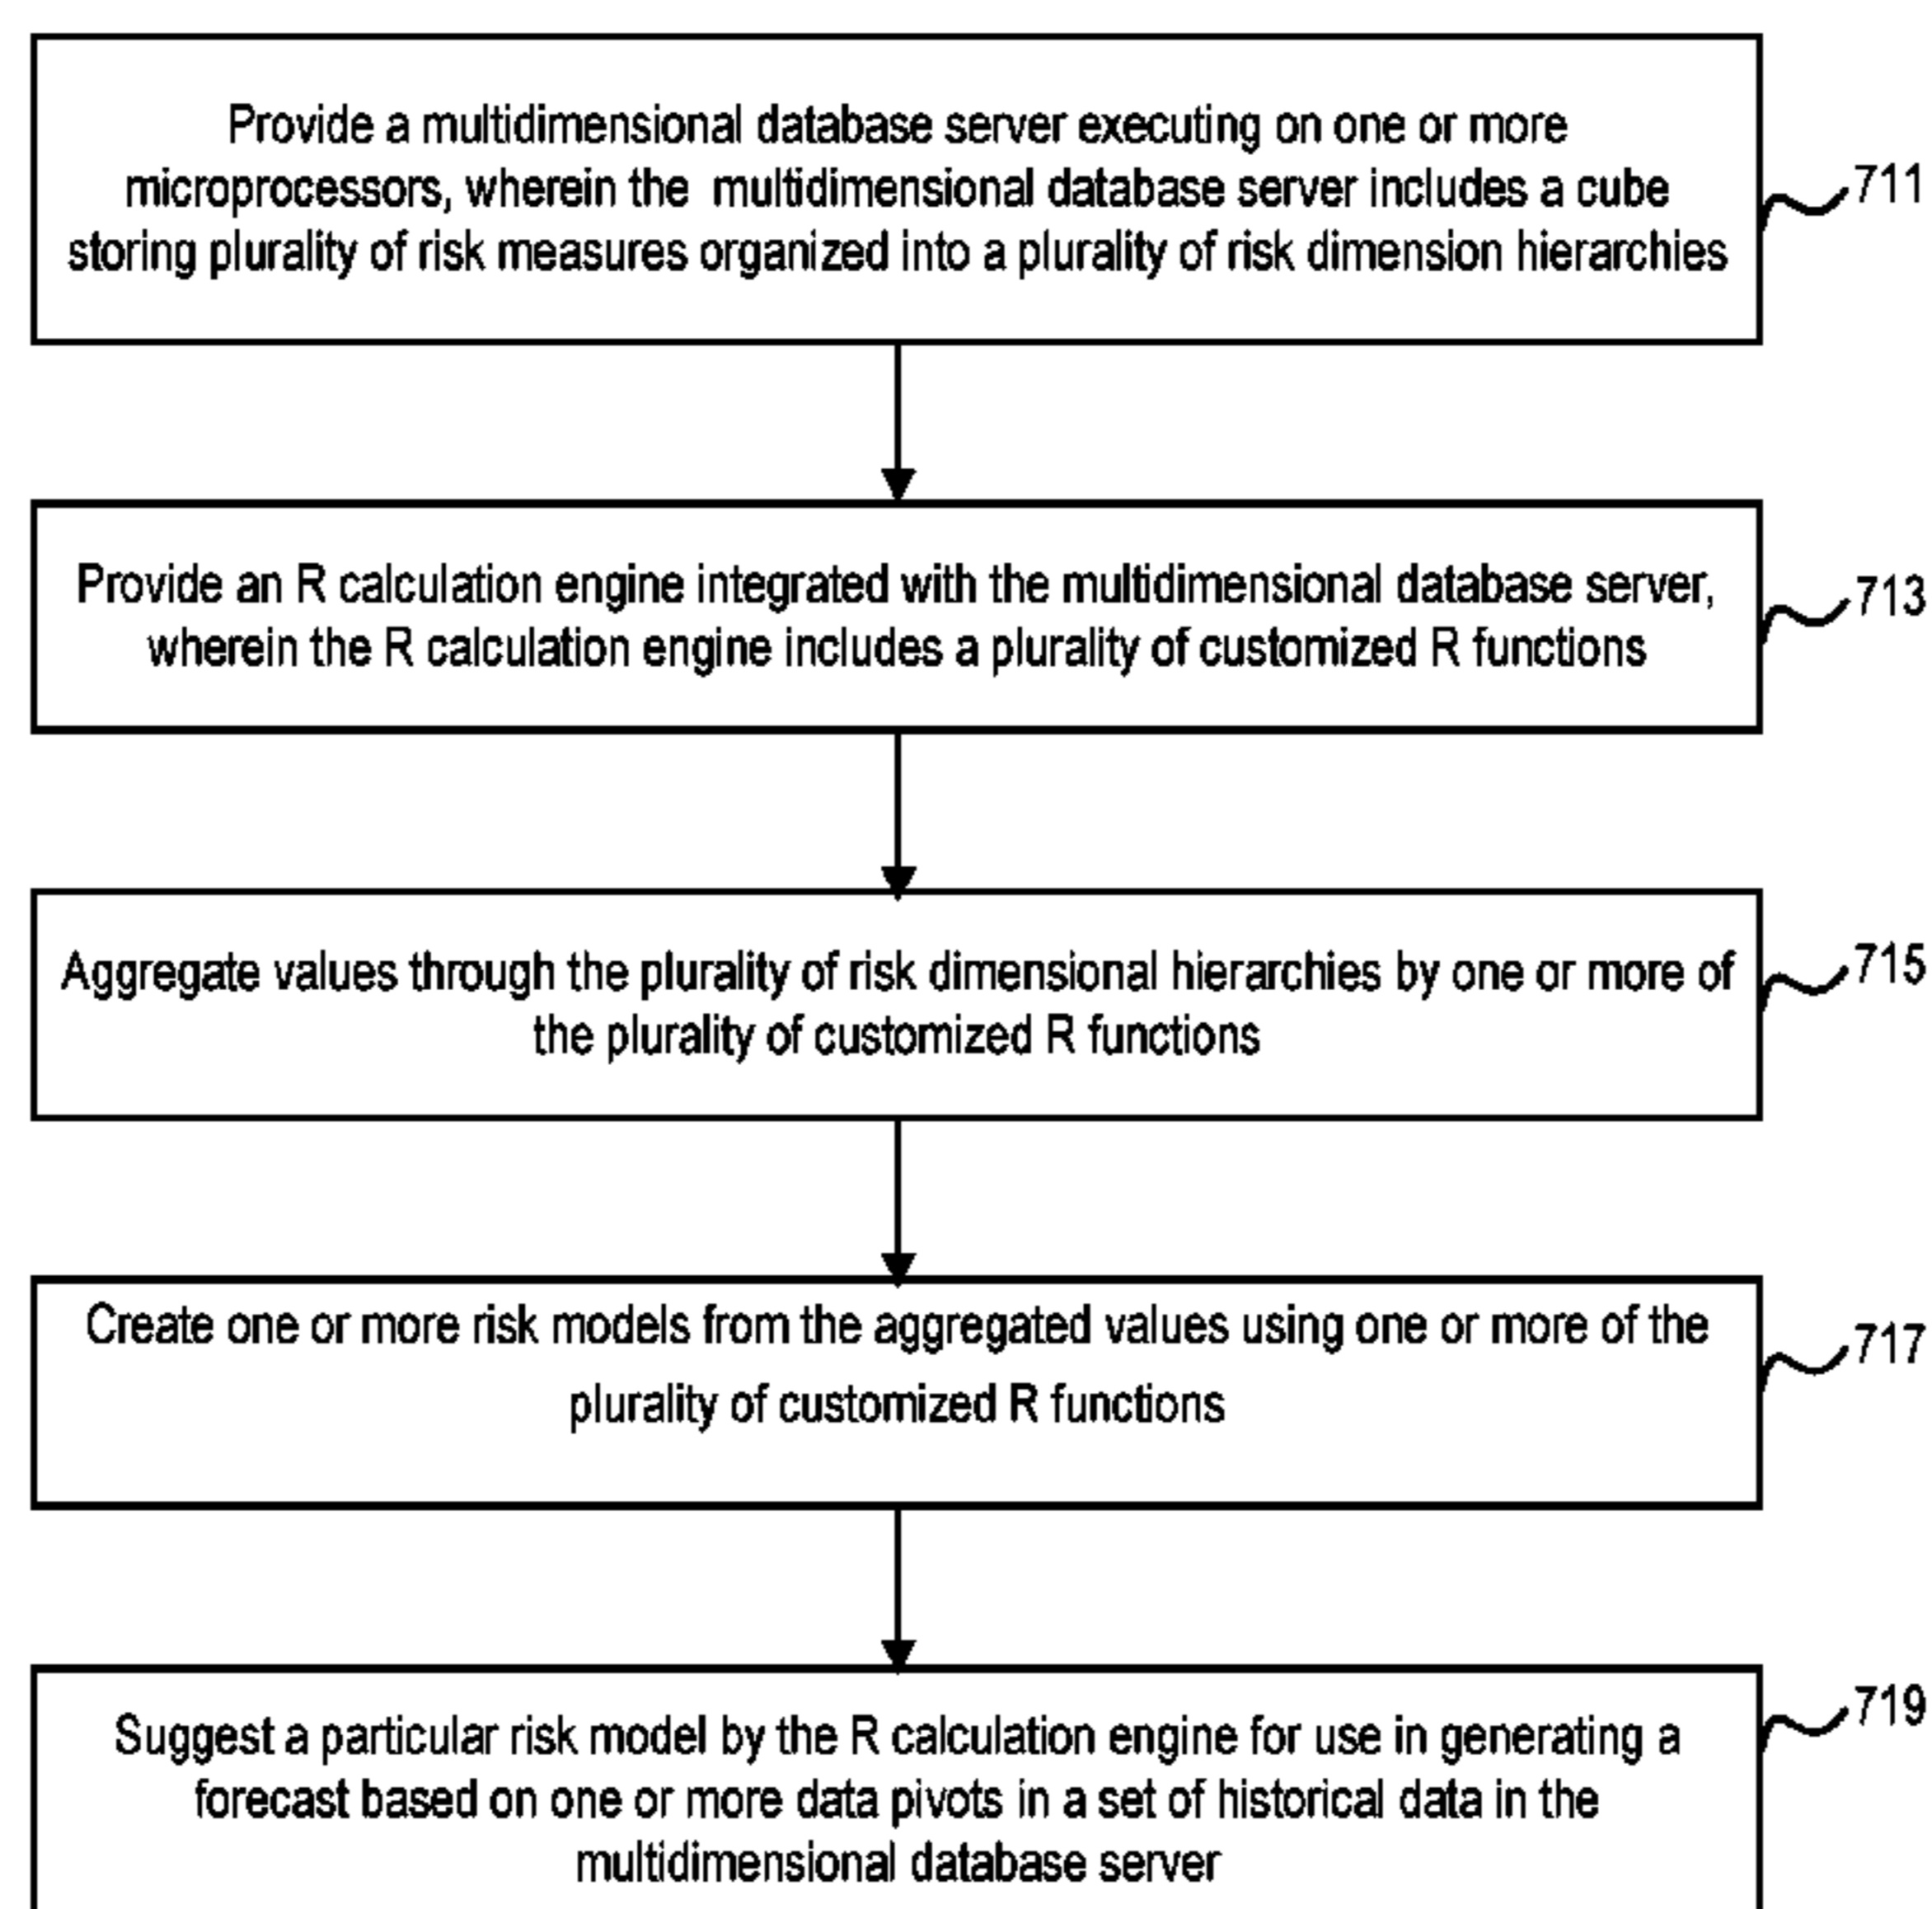 Provide a multidimensional database server executing on one or more
microprocessors, wherein the multidimensional database server includes a cube
storing plurality of risk measures organized into a plurality of risk dimension hierarchies
711
Provide an R calculation engine integrated with the multidimensional database server,
wherein the R calculation engine includes a plurality of customized R functions
713
Aggregate values through the plurality of risk dimensional hierarchies by one or more of
the plurality of customized R functions
715
Create one or more risk models from the aggregated values using one or more of the
plurality of customized R functions
717
Suggest a particular risk model by the R calculation engine for use in generating a
forecast based on one or more data pivots in a set of historical data in the
multidimensional database server
719